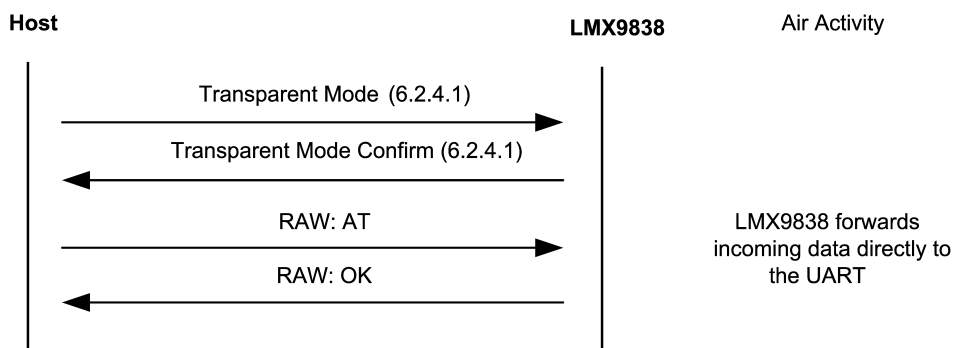 Host
LMX9838
Air Activity
Transparent Mode (6.2.4.1)
Transparent Mode Confirm (6.2.4.1)
RAW: AT
RAW: OK
LMX9838 forwards
incoming data directly to
the UART